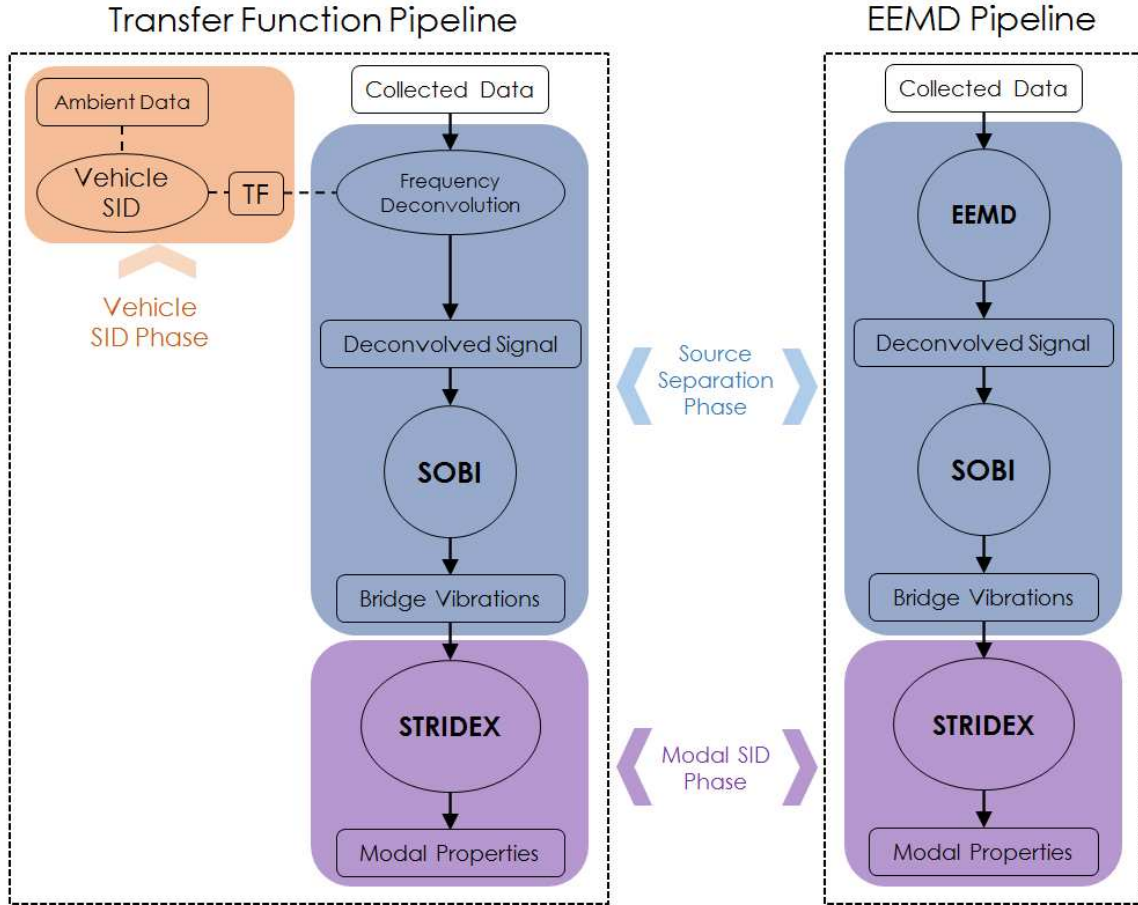 Transfer Function Pipeline
EEMD Pipeline
Ambient Data
Vehicle
SID
TF
Vehicle
SID Phase
Collected Data
Frequency
Deconvolution
Deconvolved Signal
SOBI
Bridge Vibrations
STRIDEX
Modal Properties
Source
Separation
Phase
Modal SID
Phase
Collected Data
EEMD
Deconvolved Signal
SOBI
Bridge Vibrations
STRIDEX
Modal Properties